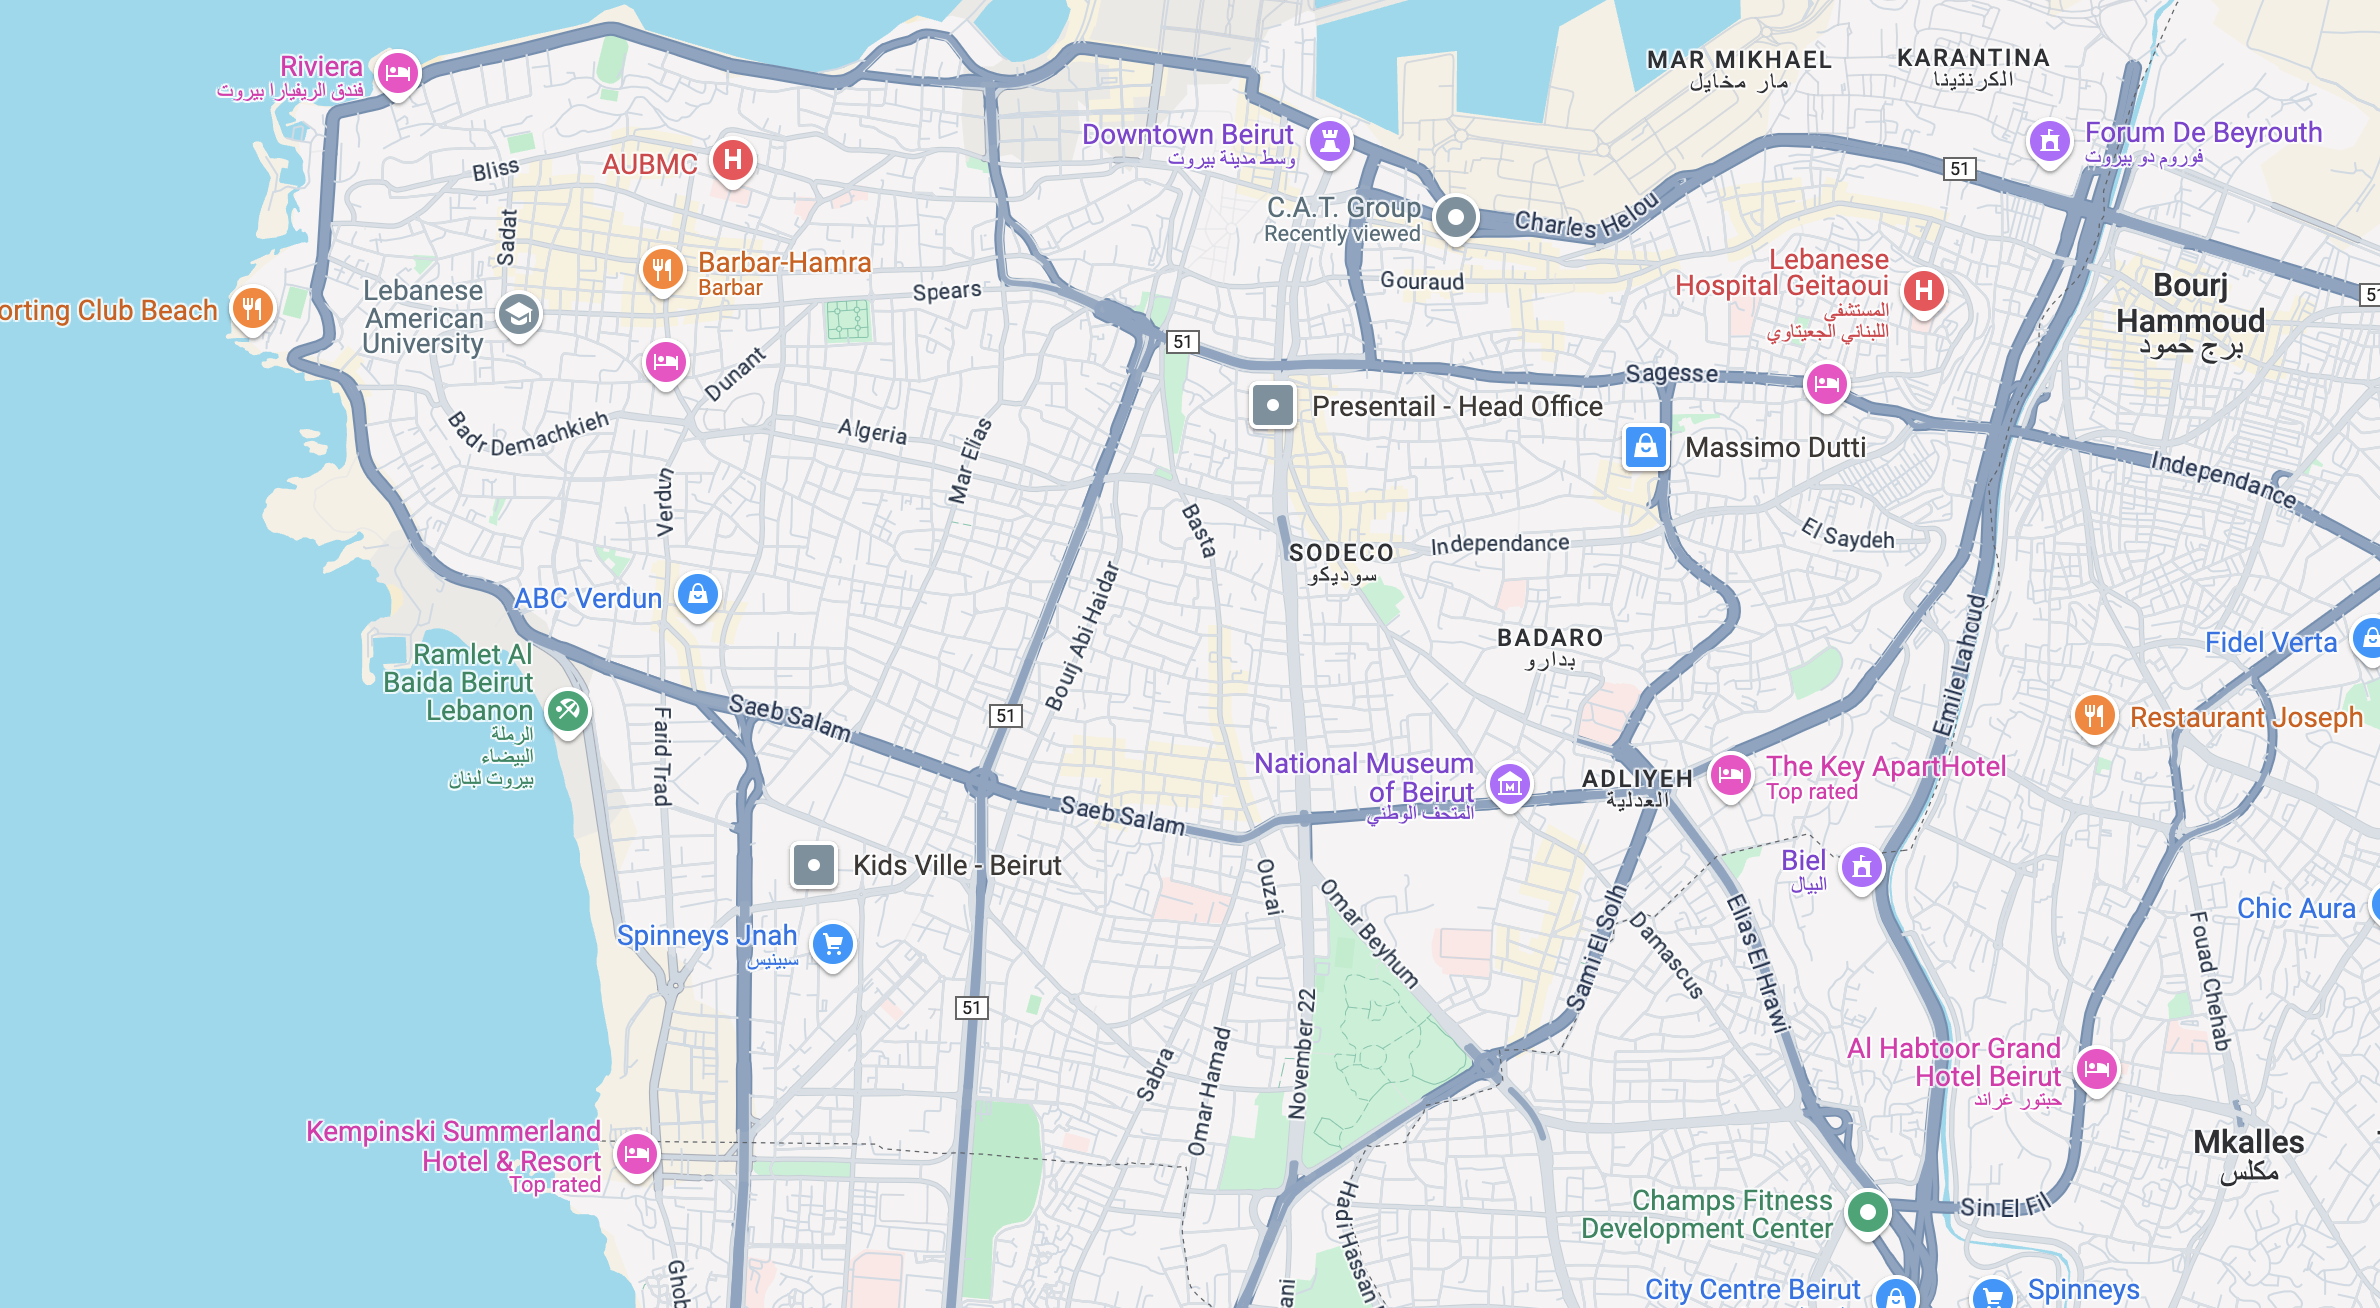 MAR MIKHAEL
مار مخايل
KARANTINA
الكرنتينا
Riviera
فندق الريفيارا بيروت
Downtown Beirut
وسط مدينة بيروت
Forum De Beyrouth
فوروم دو بيروت
AUBMC
Bliss
51
C.A.T. Group
Recently viewed
Charles Helou
Sadat
Barbar-Hamra
Barbar
Gouraud
Lebanese
Hospital Geitaoui
المستشفى
اللبناني الجعيتاوي
Bourj
Hammoud
برج حمود
orting Club Beach
Lebanese
American
University
Spears
51
Dunant
Sagesse
Presentail - Head Office
Massimo Dutti
Badr Demachkieh
Algeria
Mar Elias
Independance
Verdun
Basta
El Saydeh
SODECO
سوديكو
Independance
ABC Verdun
Bourj Abi Haidar
BADARO
بدارو
Emile Lahoud
Fidel Verta
Ramlet Al
Baida Beirut
Lebanon
الرملة
البيضاء
بيروت لبنان
Farid Trad
Saeb Salam
51
Restaurant Joseph
National Museum
of Beirut
المتحف الوطني
ADLIYEH
العدلية
The Key ApartHotel
Top rated
Saeb Salam
Kids Ville - Beirut
Ouzai
Omar Beyhum
Biel
البيال
Chic Aura
Spinneys Jnah
سبينيس
Sami El Solh
Damascus
Elias El Hrawi
Fouad Chehab
51
November 22
Sabra
Omar Hamad
Al Habtoor Grand
Hotel Beirut
حبتور غراند
Kempinski Summerland
Hotel & Resort
Top rated
Mkalles
مكلس
Champs Fitness
Development Center
Sin El Fil
Hadi Hassan
Ghob
ani
City Centre Beirut
Spinneys